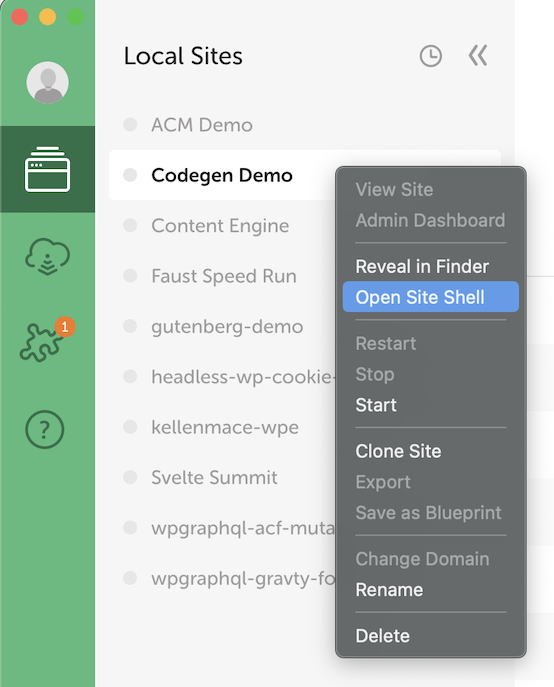 Local Sites
ACM Demo
Codegen Demo
Content Engine
Faust Speed Run
gutenberg-demo
headless-wp-cookie-
kellenmace-wpe
Svelte Summit
wpgraphql-acf-muta
wpgraphql-gravty-fo
1
?
View Site
Admin Dashboard
Reveal in Finder
Open Site Shell
Restart
Stop
Start
Clone Site
Export
Save as Blueprint
Change Domain
Rename
Delete